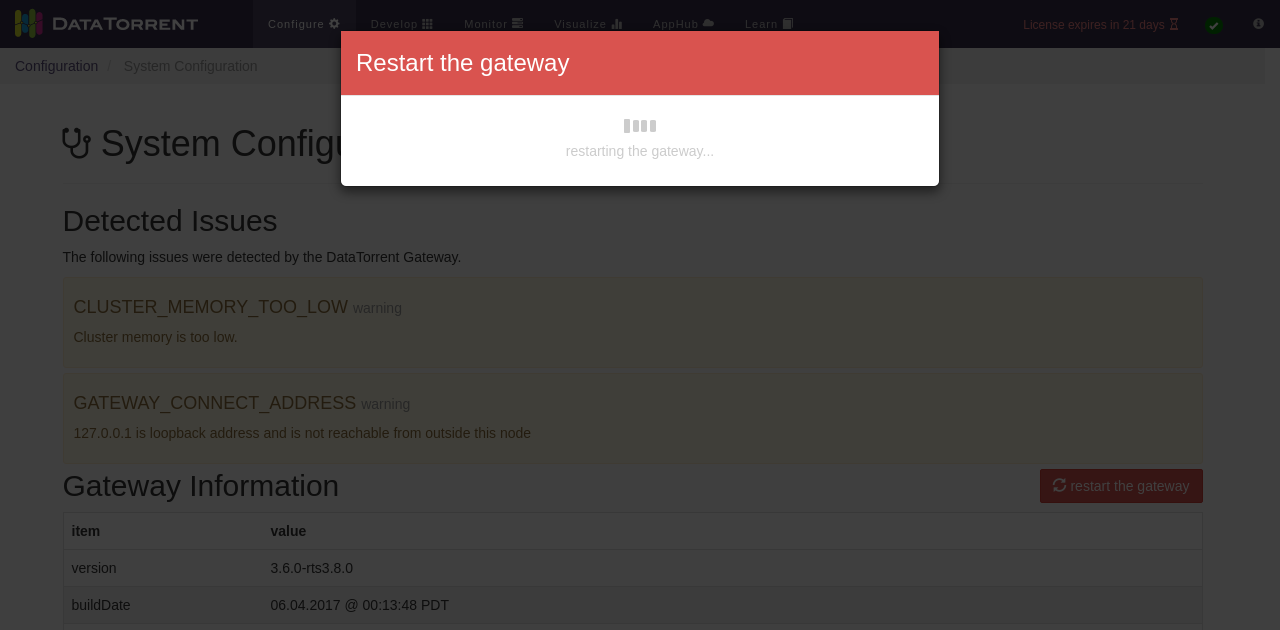 DATATORRENT
Configure Develop Monitor Visualize AppHub Learn License expires in 21 days
Restart the gateway
Configuration / System Configuration
restarting the gateway...
System Configu
Detected Issues
The following issues were detected by the DataTorrent Gateway.
CLUSTER_MEMORY_TOO_LOW warning
Cluster memory is too low.
GATEWAY_CONNECT_ADDRESS warning
127.0.0.1 is loopback address and is not reachable from outside this node
Gateway Information restart the gateway
item value
version 3.6.0-rts3.8.0
buildDate 06.04.2017 @ 00:13:48 PDT